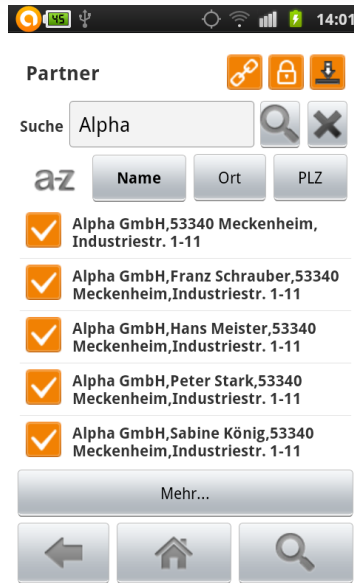 45
14:01
Partner
Suche Alpha
a-z Name Ort PLZ
Alpha GmbH,53340 Meckenheim,
Industriestr. 1-11
Alpha GmbH,Franz Schrauber,53340
Meckenheim,Industriestr. 1-11
Alpha GmbH,Hans Meister,53340
Meckenheim,Industriestr. 1-11
Alpha GmbH,Peter Stark,53340
Meckenheim,Industriestr. 1-11
Alpha GmbH,Sabine König,53340
Meckenheim,Industriestr. 1-11
Mehr...